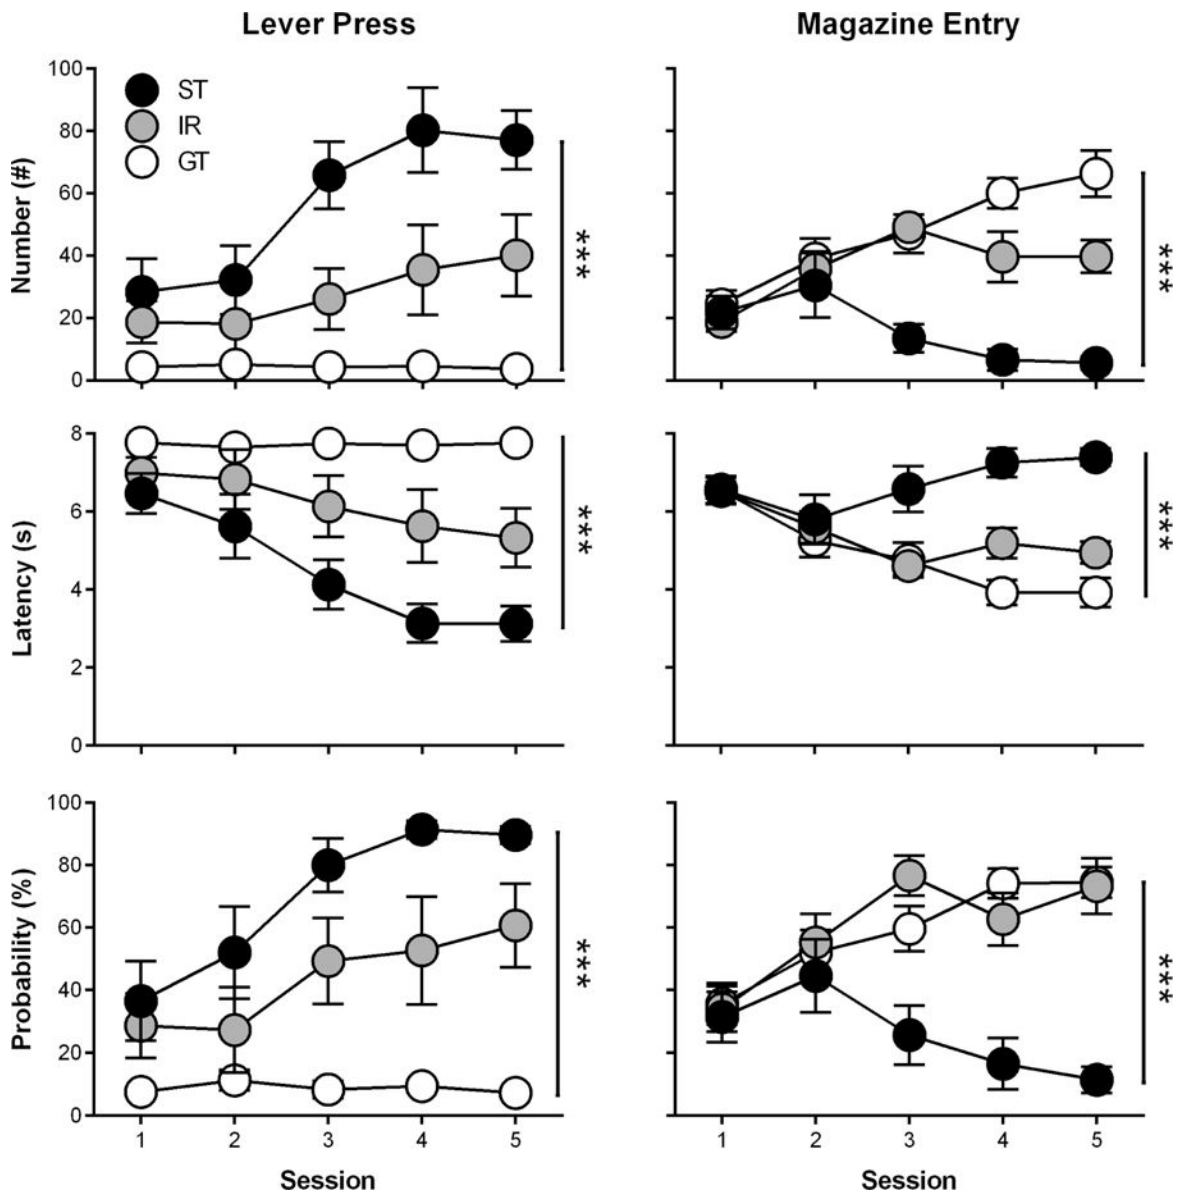 Lever Press
Magazine Entry
Number (#)
100
80
60
40
20
0
ST
IR
GT
***
***
Latency (s)
8
6
4
2
0
***
***
Probability (%)
100
80
60
40
20
0
***
***
1 2 3 4 5
1 2 3 4 5
Session
Session